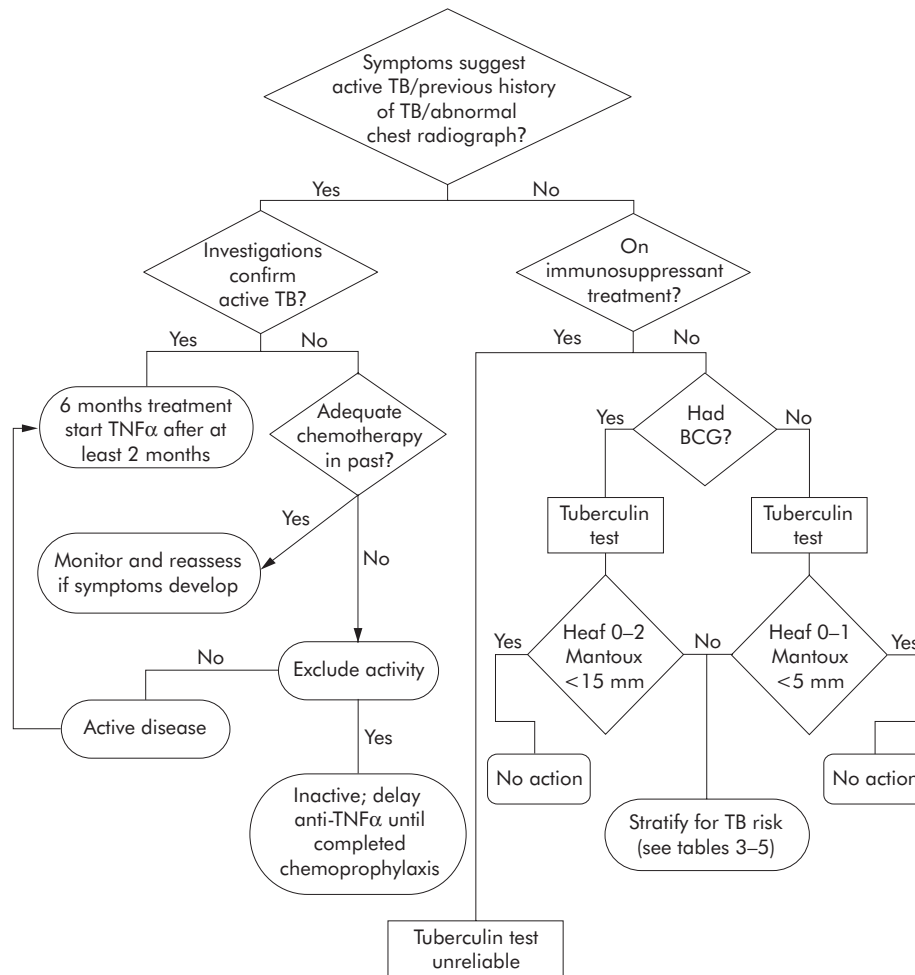 Symptoms suggest
active TB/previous history
of TB/abnormal
chest radiograph?
Yes
No
Investigations
confirm
active TB?
On
immunosuppressant
treatment?
Yes
No
Yes
No
6 months treatment
start TNFα after at
least 2 months
Adequate
chemotherapy
in past?
Yes
Had
BCG?
No
Yes
Monitor and reassess
if symptoms develop
No
Tuberculin
test
Tuberculin
test
Yes
Heaf 0–2
Mantoux
<15 mm
No
Heaf 0–1
Mantoux
<5 mm
Yes
No
Exclude activity
Active disease
Yes
No action
No action
Inactive; delay
anti-TNFα until
completed
chemoprophylaxis
Stratify for TB risk
(see tables 3–5)
Tuberculin test
unreliable